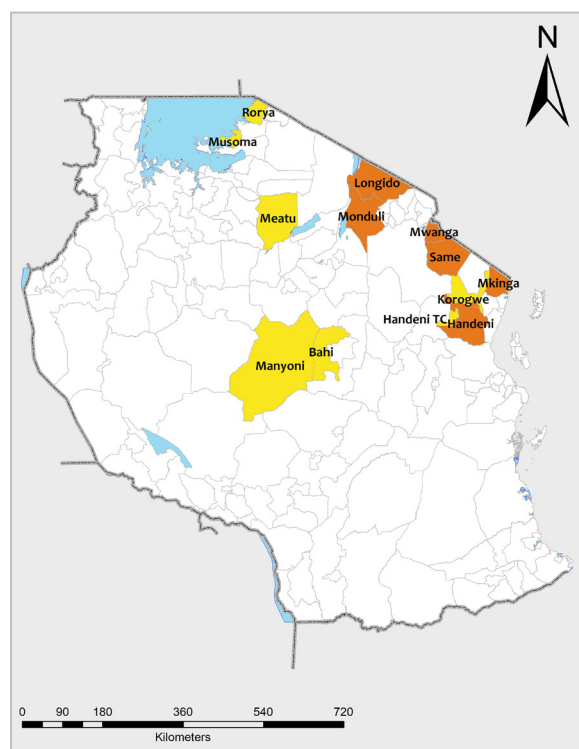 N
Rorya
Musoma
Longido
Meatu
Monduli
Mwanga
Same
Mkinga
Korogwe
Handeni TC
Handeni
Bahi
Manyoni
0 90 180 360 540 720
Kilometers